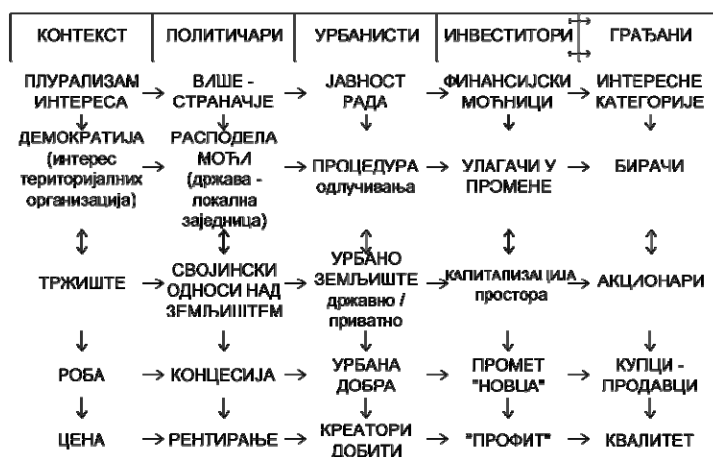 КОНТЕКСТ ПОЛИТИЧАРИ УРБАНИСТИ ИНВЕСТИТОРИ ГРАЂАНИ
ПЛУРАЛИЗАМ ИНТЕРЕСА
ВИШЕ - СТРАНАЧЈЕ
ЈАВНОСТ РАДА
ФИНАНСИЈСКИ МОЋНИЦИ
ИНТЕРЕСНЕ КАТЕГОРИЈЕ
ДЕМОКРАТИЈА
(интерес
територијалних
организација)
РАСПОДЕЛА
МОЋИ
(држава -
локална
заједница)
ПРОЦЕДУРА
одлучивања
УЛАГАЧИ У
ПРОМЕНЕ
БИРАЧИ
ТРЖИШТЕ
СВОЈИНСКИ
ОДНОСИ НАД
ЗЕМЉИШТЕМ
УРБАНО
ЗЕМЉИШТЕ
државно /
приватно
КАПИТАЛИЗАЦИЈА
простора
АКЦИОНАРИ
РОБА
КОНЦЕСИЈА
УРБАНА
ДОБРА
ПРОМЕТ
"НОВЦА"
КУПЦИ -
ПРОДАВЦИ
ЦЕНА
РЕНТИРАЊЕ
КРЕАТОРИ
ДОБИТИ
"ПРОФИТ"
КВАЛИТЕТ